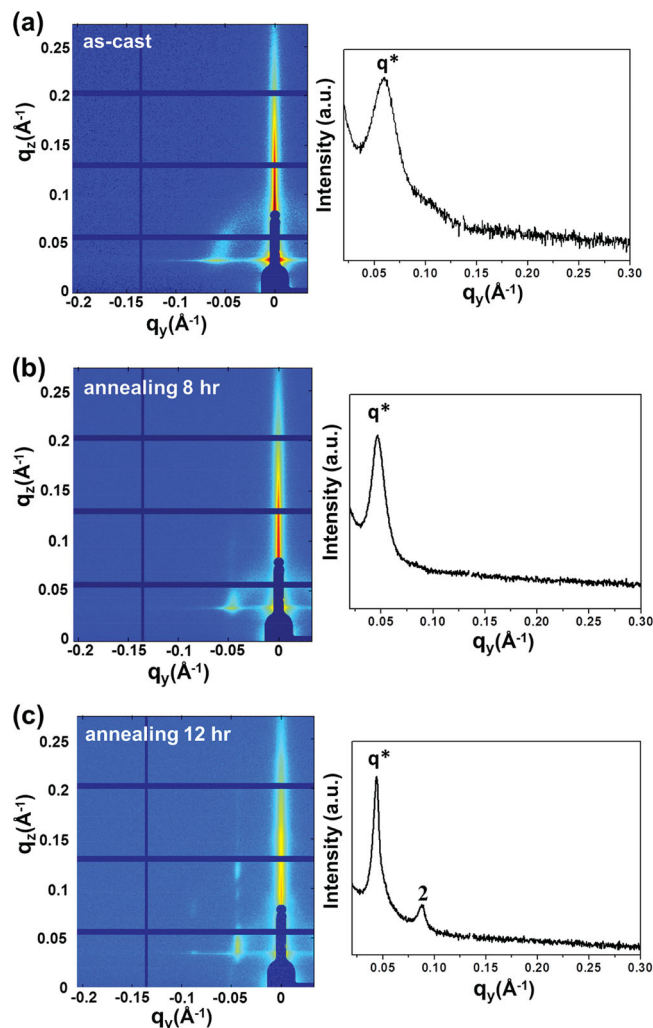 (a)
as-cast
0.25
0.2
0.15
0.1
0.05
0
qz(Å-1)
-0.2 -0.15 -0.1 -0.05 0
qy(Å-1)
q*
Intensity (a.u.)
0.05 0.10 0.15 0.20 0.25 0.30
qy(Å-1)
(b)
annealing 8 hr
0.25
0.2
0.15
0.1
0.05
0
qz(Å-1)
-0.2 -0.15 -0.1 -0.05 0
qy(Å-1)
q*
Intensity (a.u.)
0.05 0.10 0.15 0.20 0.25 0.30
qy(Å-1)
(c)
annealing 12 hr
0.25
0.2
0.15
0.1
0.05
0
qz(Å-1)
-0.2 -0.15 -0.1 -0.05 0
qy(Å-1)
q*
2
Intensity (a.u.)
0.05 0.10 0.15 0.20 0.25 0.30
qy(Å-1)